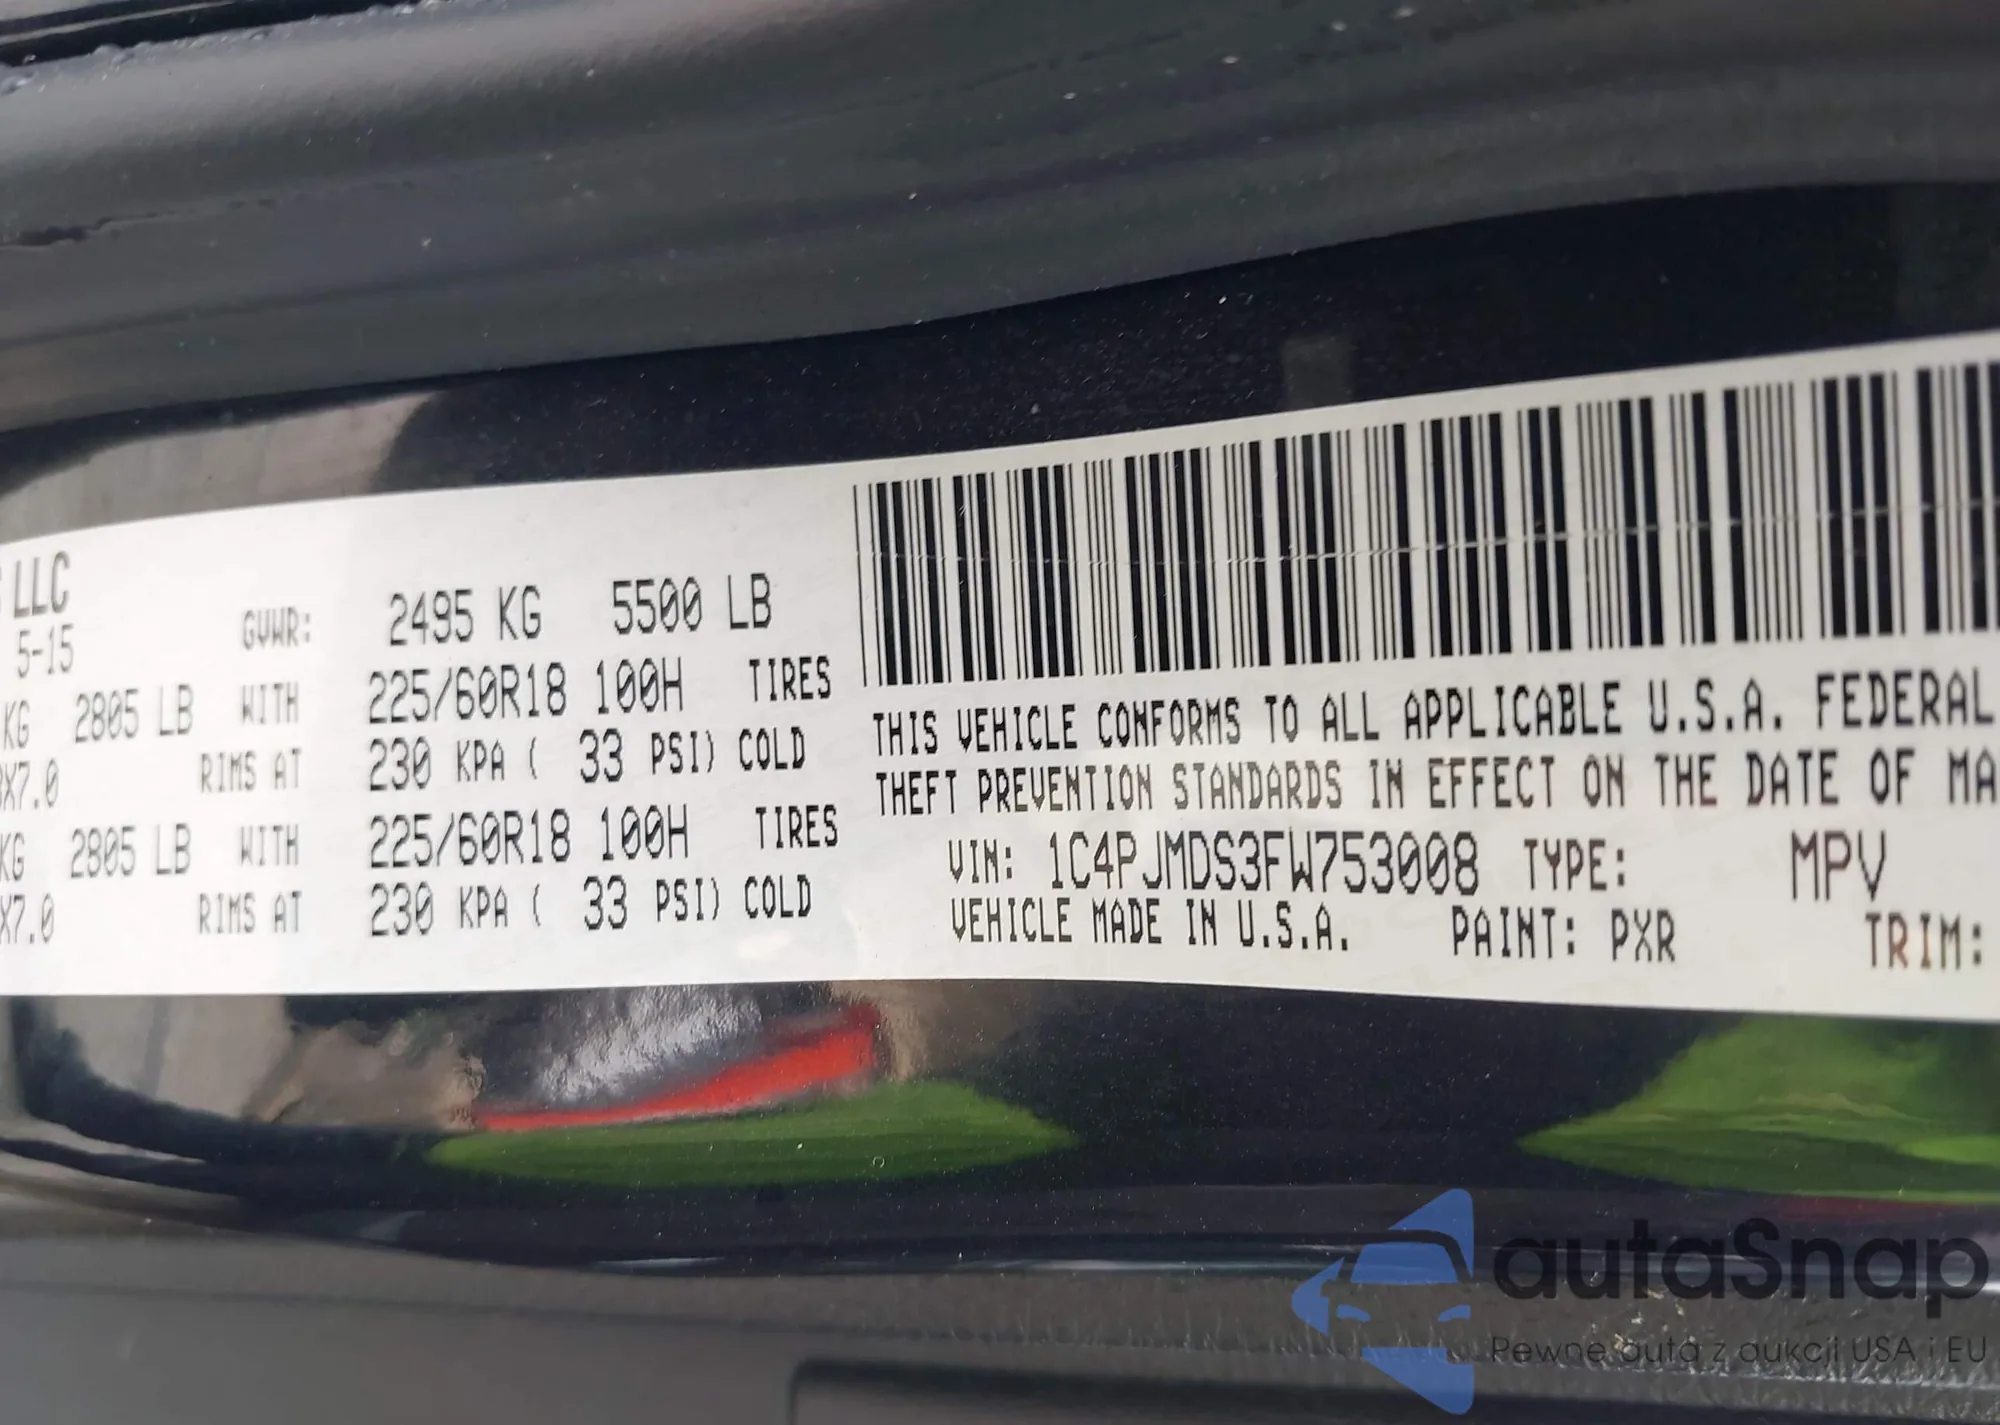 LLC
5-15
GVWR: 2495 KG 5500 LB
KG 2805 LB WITH 225/60R18 100H TIRES
X7.0 RIMS AT 230 KPA ( 33 PSI) COLD
KG 2805 LB WITH 225/60R18 100H TIRES
X7.0 RIMS AT 230 KPA ( 33 PSI) COLD
THIS VEHICLE CONFORMS TO ALL APPLICABLE U.S.A. FEDERAL
THEFT PREVENTION STANDARDS IN EFFECT ON THE DATE OF MA
VIN: 1C4PJMDS3FW753008 TYPE: MPV
VEHICLE MADE IN U.S.A. PAINT: PXR TRIM:
autaSnap
Pewne auta z aukcji USA i EU